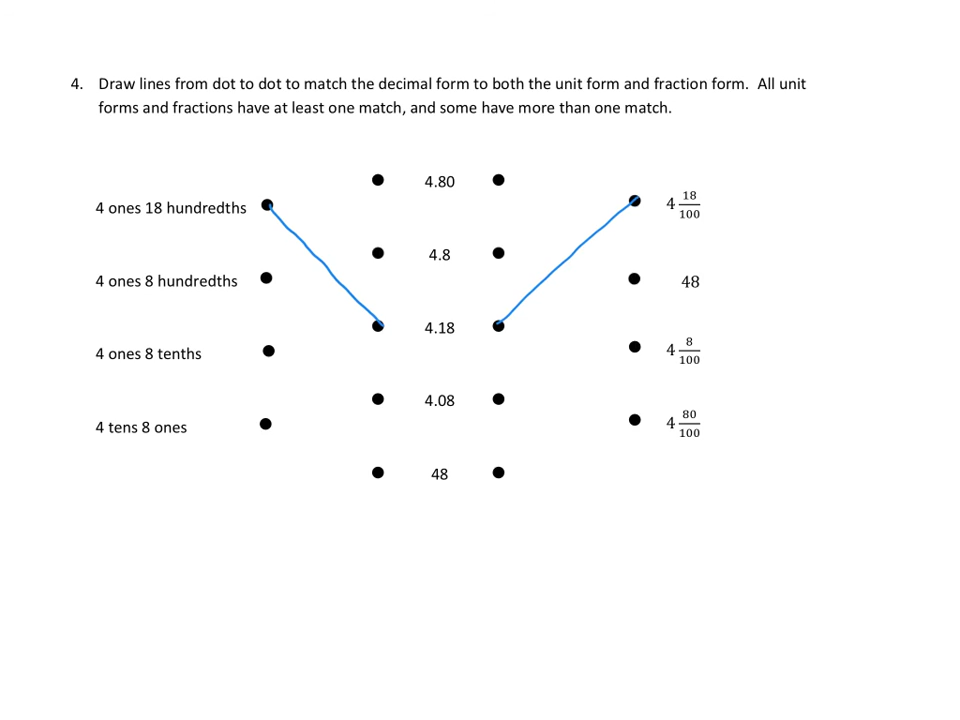 4. Draw lines from dot to dot to match the decimal form to both the unit form and fraction form. All unit
forms and fractions have at least one match, and some have more than one match.
4.80
4 ones 18 hundredths
4 18/100
4.8
4 ones 8 hundredths
48
4.18
4 ones 8 tenths
4 8/100
4.08
4 tens 8 ones
4 80/100
48